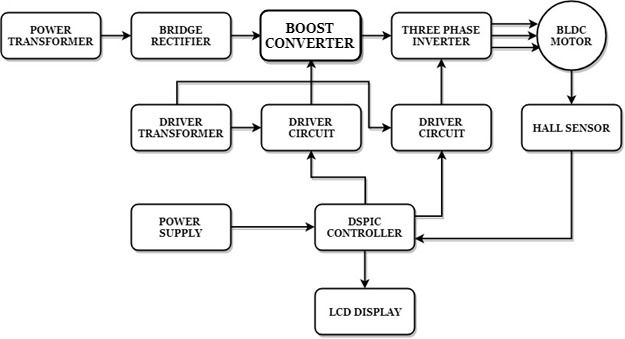 POWER
TRANSFORMER
BRIDGE
RECTIFIER
BOOST
CONVERTER
THREE PHASE
INVERTER
BLDC
MOTOR
DRIVER
TRANSFORMER
DRIVER
CIRCUIT
DRIVER
CIRCUIT
HALL SENSOR
POWER
SUPPLY
DSPIC
CONTROLLER
LCD DISPLAY